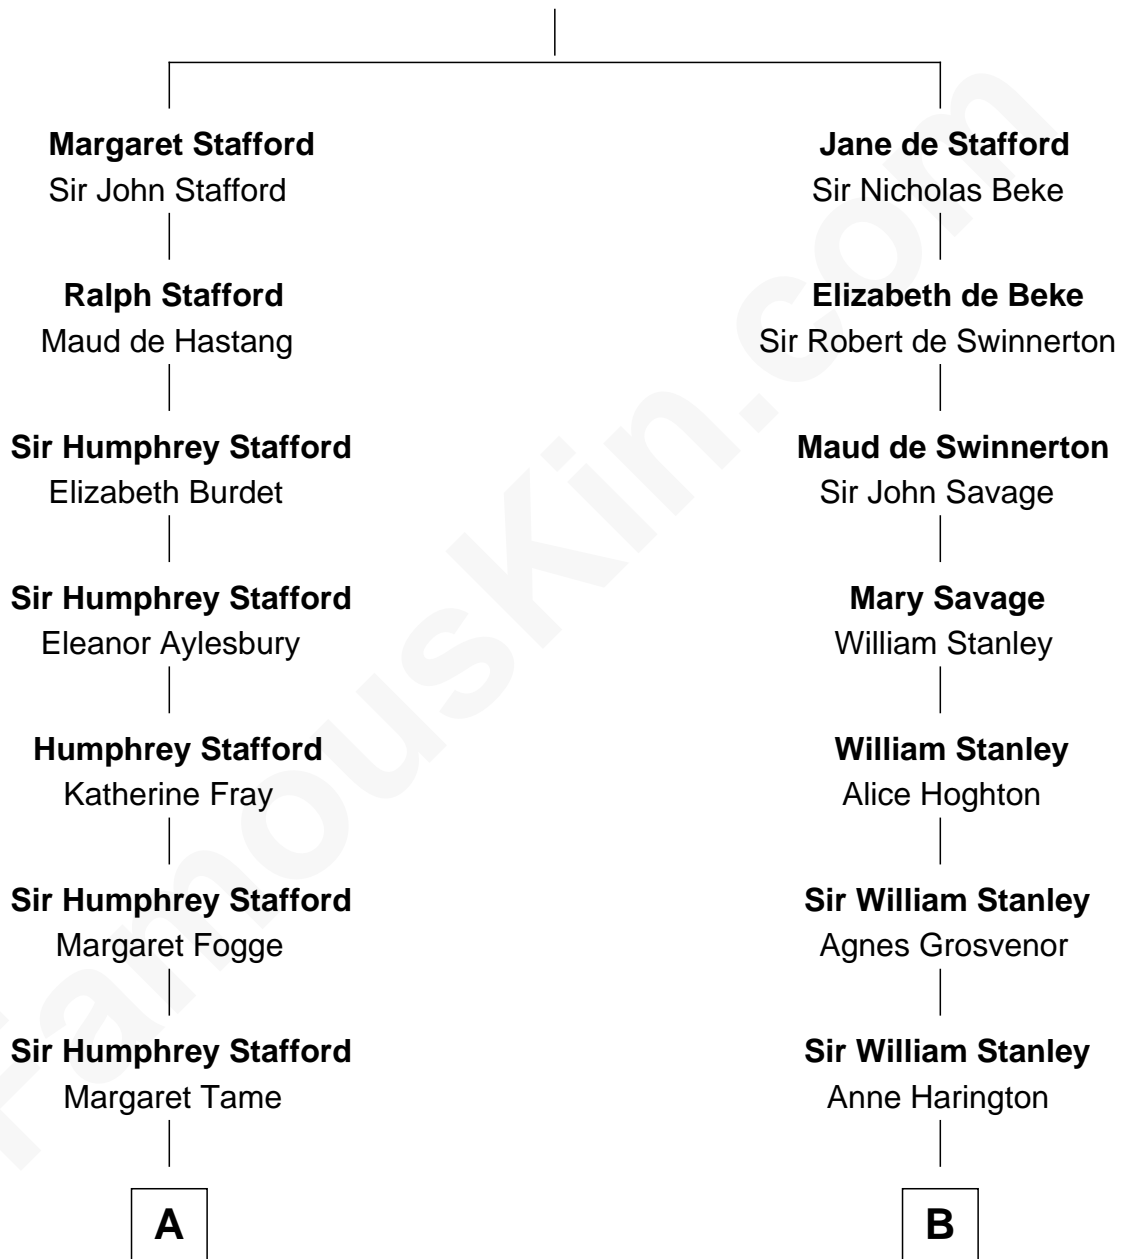 Margaret Stafford
Sir John Stafford
Jane de Stafford
Sir Nicholas Beke
Ralph Stafford
Maud de Hastang
Elizabeth de Beke
Sir Robert de Swinnerton
Sir Humphrey Stafford
Elizabeth Burdet
Maud de Swinnerton
Sir John Savage
Sir Humphrey Stafford
Eleanor Aylesbury
Mary Savage
William Stanley
Humphrey Stafford
Katherine Fray
William Stanley
Alice Hoghton
Sir Humphrey Stafford
Margaret Fogge
Sir William Stanley
Agnes Grosvenor
Sir Humphrey Stafford
Margaret Tame
Sir William Stanley
Anne Harington
A
B
FamousKin.com